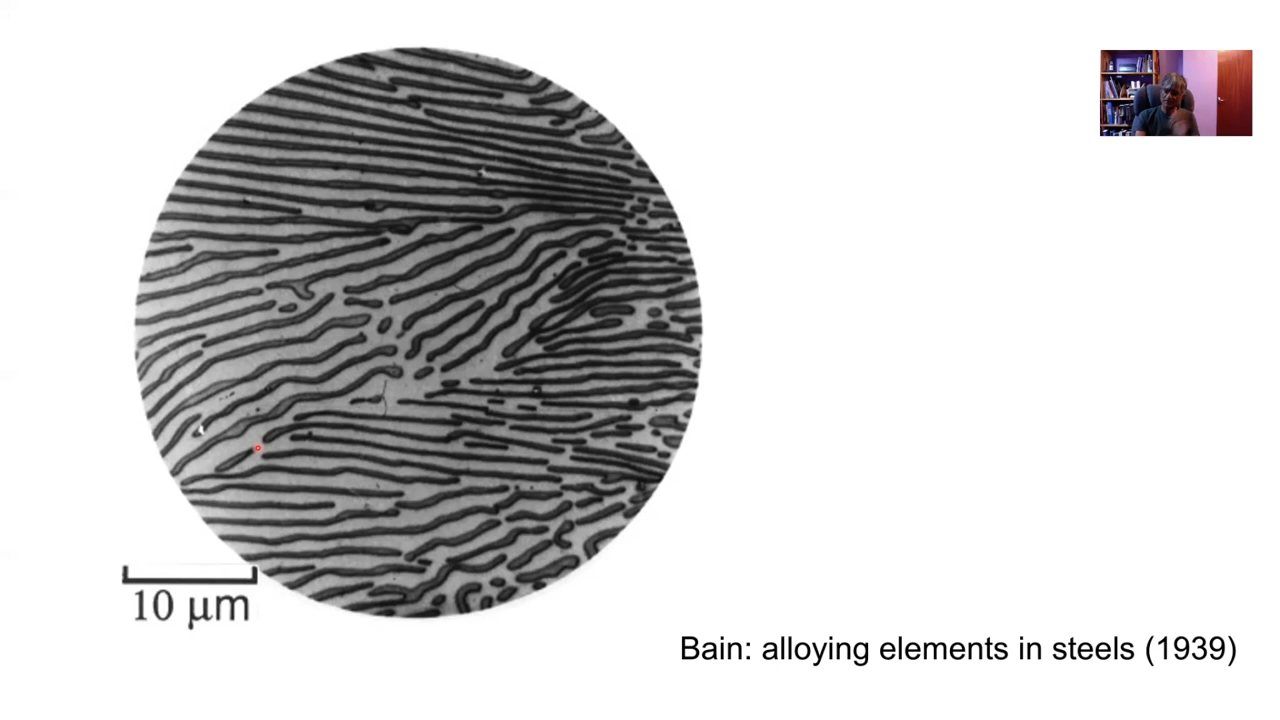 10 μm
Bain: alloying elements in steels (1939)